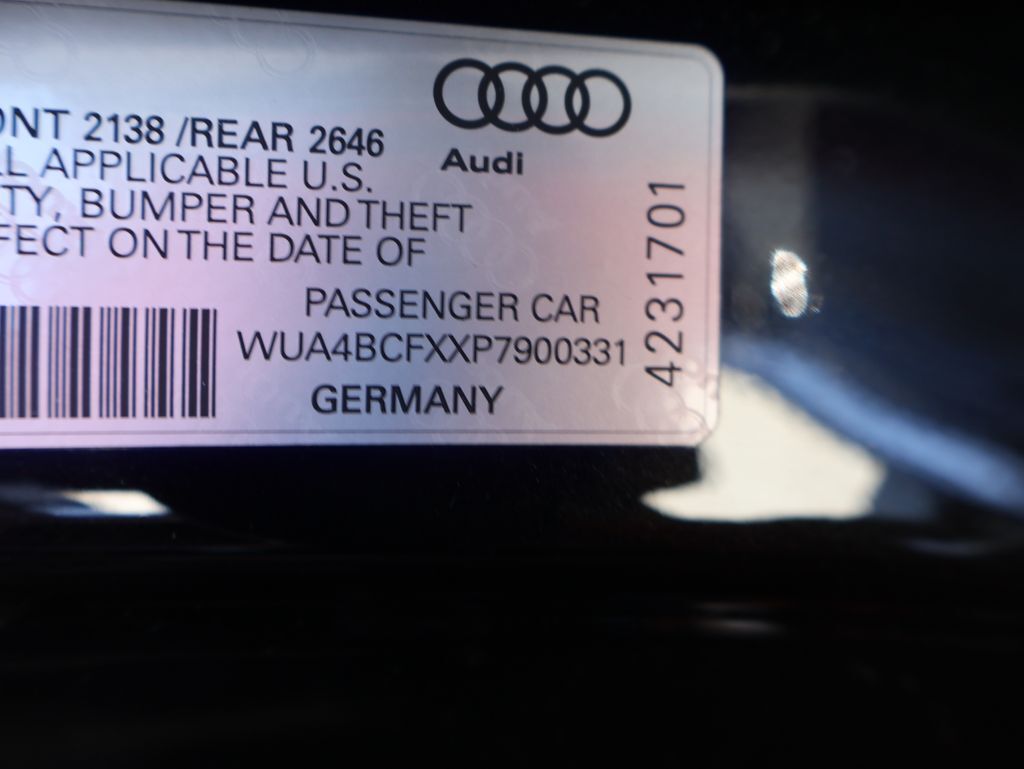 ONT 2138 /REAR 2646
LL APPLICABLE U.S.
TY, BUMPER AND THEFT
FECT ON THE DATE OF
PASSENGER CAR
WUA4BCFXXP7900331
GERMANY
Audi
4231701